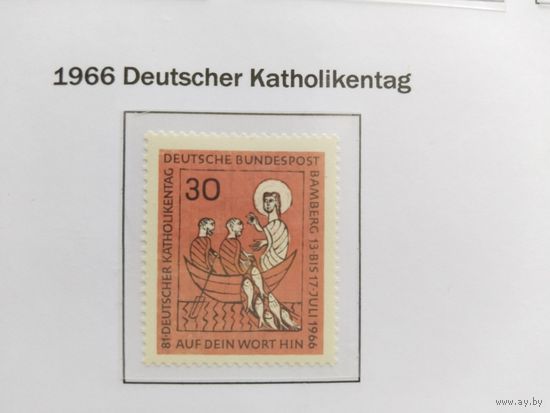 1966 Deutscher Katholikentag
DEUTSCHE BUNDESPOST
30
81·DEUTSCHER KATHOLIKENTAG
BAMBERG 13·BIS 17·JULI 1966
AUF DEIN WORT HIN
www.ay.by